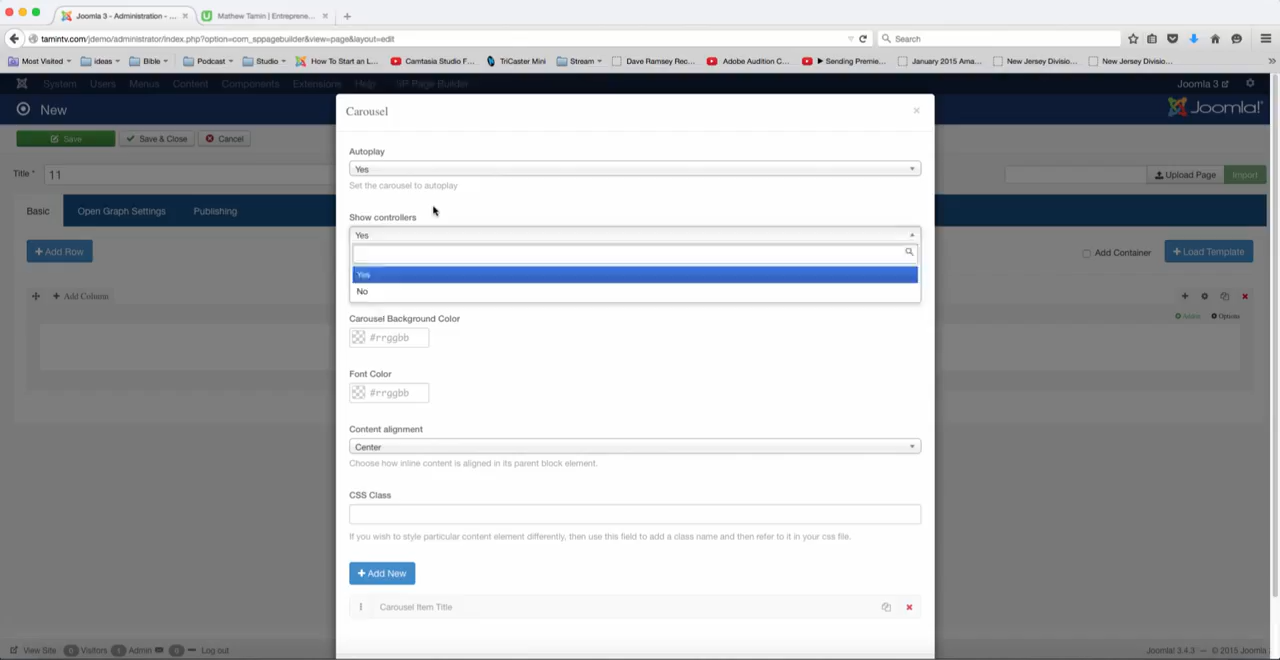 Joomla 3 - Administration - ...
Mathew Tamin | Entreprene...
tamintv.com/jdemo/administrator/index.php?option=com_sppagebuilder&view=page&layout=edit
Search
Most Visited
ideas
Bible
Podcast
Studio
How To Start an L...
Camtasia Studio F...
TriCaster Mini
Stream
Dave Ramsey Rec...
Adobe Audition C...
Sending Premie...
January 2015 Ama...
New Jersey Divisio...
New Jersey Divisio...
System Users Menus Content Components Extensions Help SP Page Builder
Joomla 3
New
Joomla!
Save
Save & Close
Cancel
Title *
11
Upload Page
Import
Basic
Open Graph Settings
Publishing
+ Add Row
Add Container
+ Load Template
+ Add Column
Addon
Options
Carousel
×
Autoplay
Yes
Set the carousel to autoplay
Show controllers
Yes
Yes
No
Carousel Background Color
#rrggbb
Font Color
#rrggbb
Content alignment
Center
Choose how inline content is aligned in its parent block element.
CSS Class
If you wish to style particular content element differently, then use this field to add a class name and then refer to it in your css file.
+ Add New
Carousel Item Title
View Site
0 Visitors
1 Admin
0
Log out
Joomla! 3.4.3 — © 2015 Joomla